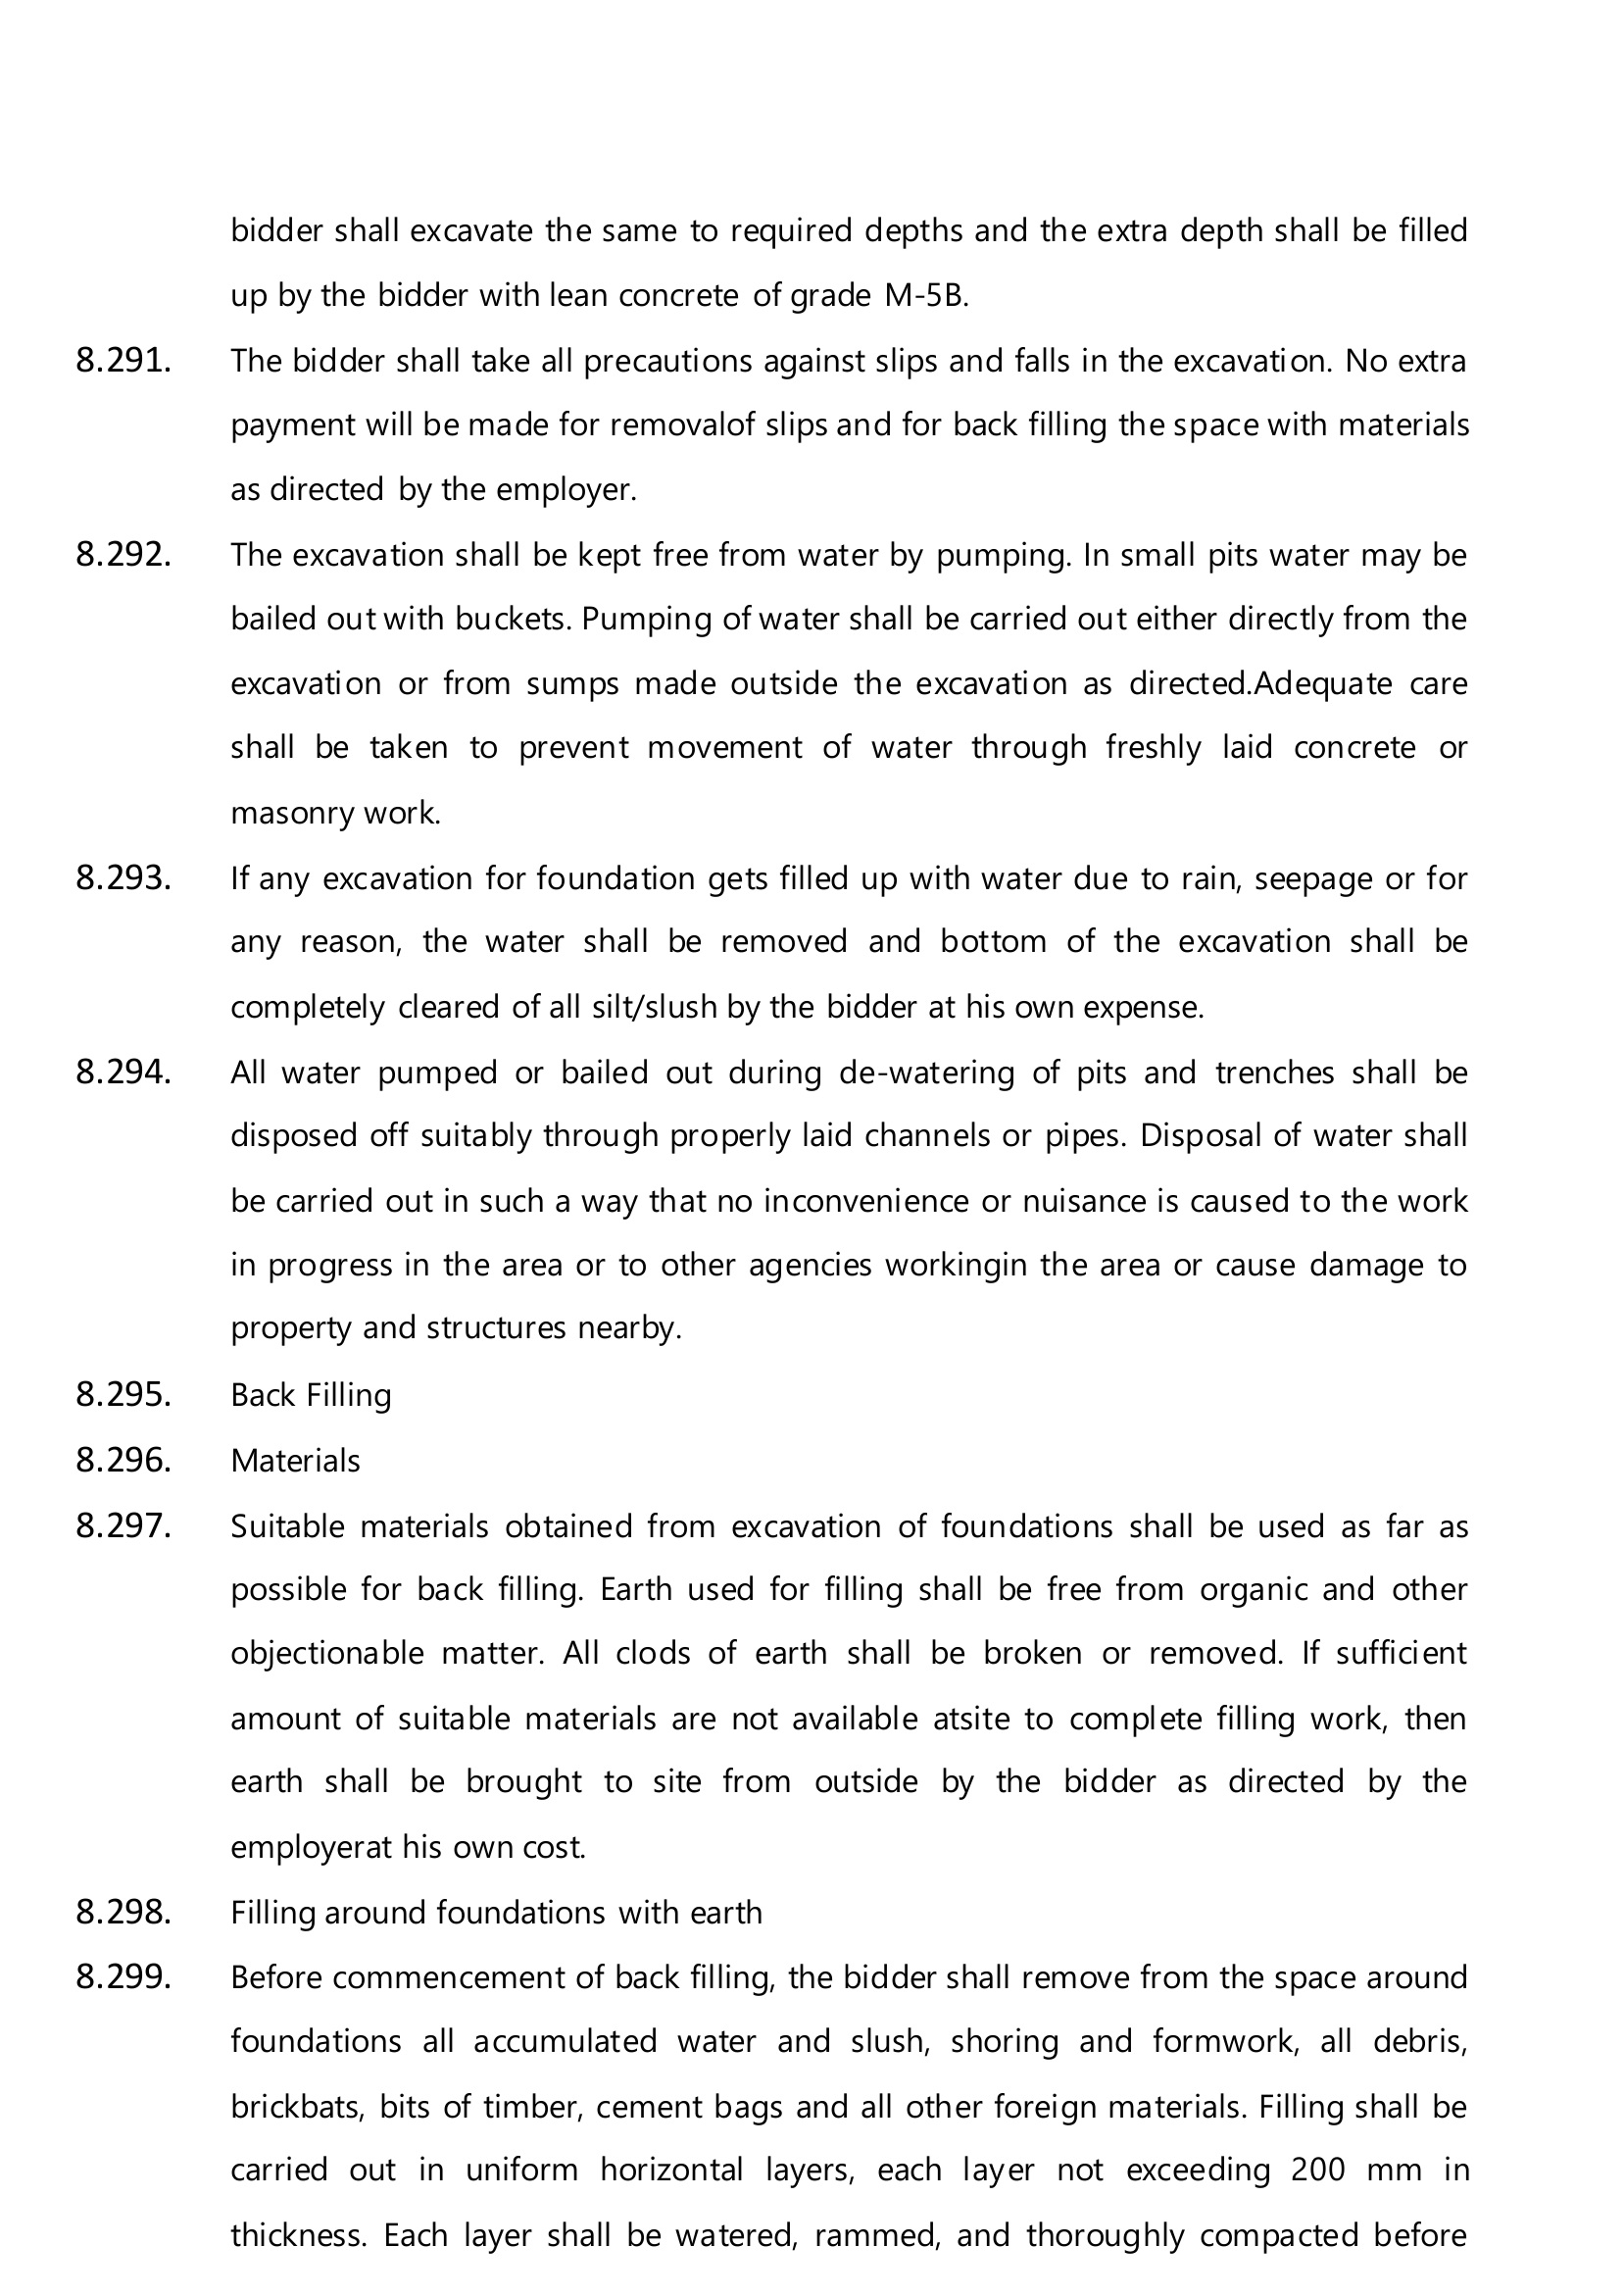 bidder shall excavate the same to required depths and the extra depth shall be filled
up by the bidder with lean concrete of grade M-5B.
8.291. The bidder shall take all precautions against slips and falls in the excavation. No extra
payment will be made for removalof slips and for back filling the space with materials
as directed by the employer.
8.292. The excavation shall be kept free from water by pumping. In small pits water may be
bailed out with buckets. Pumping of water shall be carried out either directly from the
excavation or from sumps made outside the excavation as directed.Adequate care
shall be taken to prevent movement of water through freshly laid concrete or
masonry work.
8.293. If any excavation for foundation gets filled up with water due to rain, seepage or for
any reason, the water shall be removed and bottom of the excavation shall be
completely cleared of all silt/slush by the bidder at his own expense.
8.294. All water pumped or bailed out during de-watering of pits and trenches shall be
disposed off suitably through properly laid channels or pipes. Disposal of water shall
be carried out in such a way that no inconvenience or nuisance is caused to the work
in progress in the area or to other agencies workingin the area or cause damage to
property and structures nearby.
8.295. Back Filling
8.296. Materials
8.297. Suitable materials obtained from excavation of foundations shall be used as far as
possible for back filling. Earth used for filling shall be free from organic and other
objectionable matter. All clods of earth shall be broken or removed. If sufficient
amount of suitable materials are not available atsite to complete filling work, then
earth shall be brought to site from outside by the bidder as directed by the
employerat his own cost.
8.298. Filling around foundations with earth
8.299. Before commencement of back filling, the bidder shall remove from the space around
foundations all accumulated water and slush, shoring and formwork, all debris,
brickbats, bits of timber, cement bags and all other foreign materials. Filling shall be
carried out in uniform horizontal layers, each layer not exceeding 200 mm in
thickness. Each layer shall be watered, rammed, and thoroughly compacted before